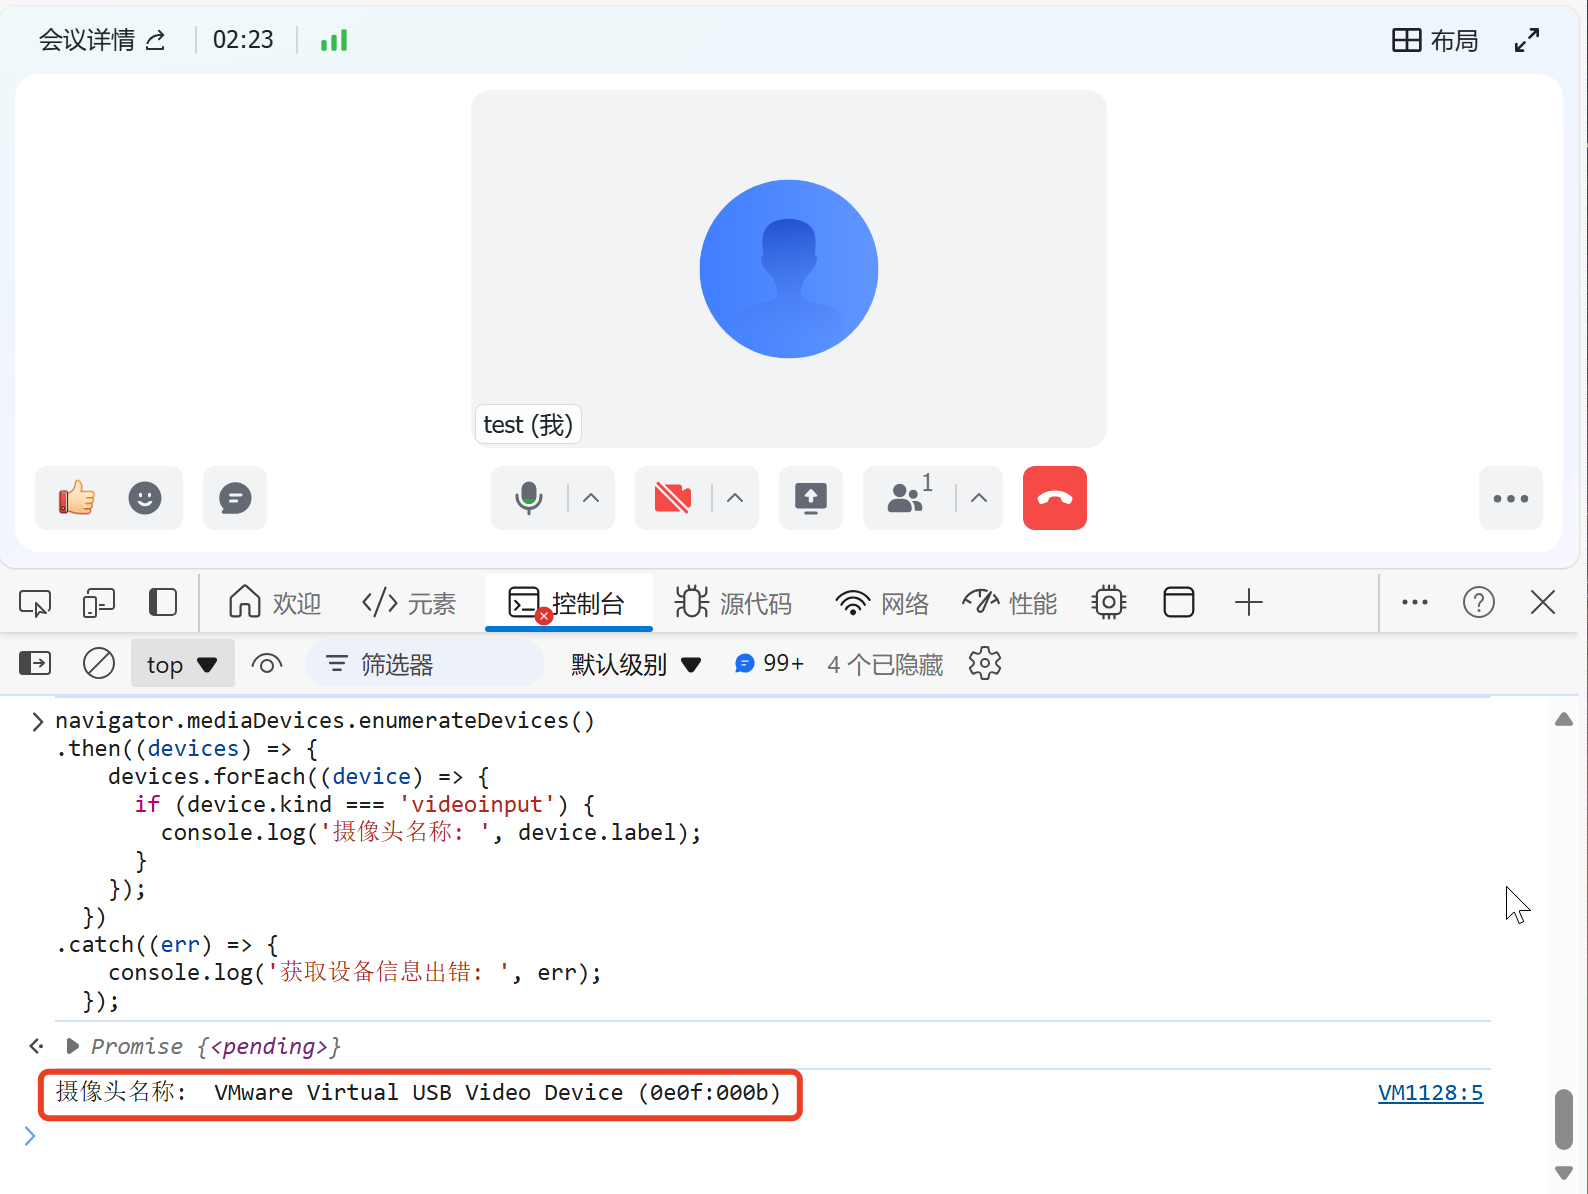 会议详情
02:23
布局
test (我)
1
欢迎
元素
控制台
源代码
网络
性能
top
筛选器
默认级别
99+
4 个已隐藏
navigator.mediaDevices.enumerateDevices()
.then((devices) => {
    devices.forEach((device) => {
      if (device.kind === 'videoinput') {
        console.log('摄像头名称: ', device.label);
      }
    });
  })
.catch((err) => {
    console.log('获取设备信息出错: ', err);
  });
Promise {<pending>}
摄像头名称:  VMware Virtual USB Video Device (0e0f:000b)
VM1128:5